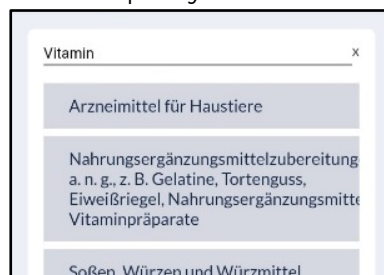 Vitamin x
Arzneimittel für Haustiere
Nahrungsergänzungsmittelzubereitung
a. n. g., z. B. Gelatine, Tortenguss,
Eiweißriegel, Nahrungsergänzungsmitte
Vitaminpräparate
Soßen, Würzen und Würzmittel